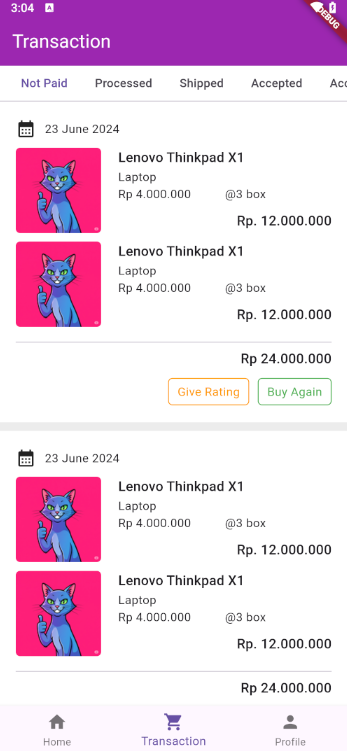 3:04
DEBUG
Transaction
Not Paid Processed Shipped Accepted Acc
23 June 2024
Lenovo Thinkpad X1
Laptop
Rp 4.000.000 @3 box
Rp. 12.000.000
Lenovo Thinkpad X1
Laptop
Rp 4.000.000 @3 box
Rp. 12.000.000
Rp 24.000.000
Give Rating Buy Again
23 June 2024
Lenovo Thinkpad X1
Laptop
Rp 4.000.000 @3 box
Rp. 12.000.000
Lenovo Thinkpad X1
Laptop
Rp 4.000.000 @3 box
Rp. 12.000.000
Rp 24.000.000
Home Transaction Profile